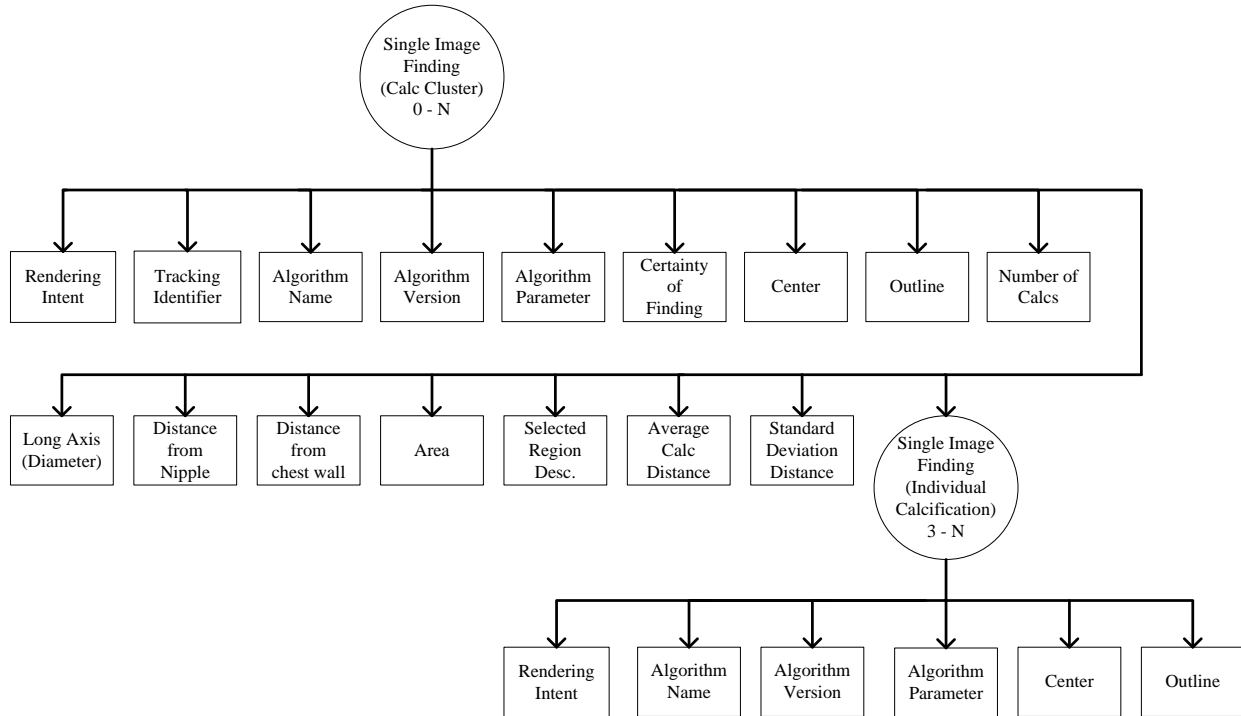 Single Image
Finding
(Calc Cluster)
0 - N
Rendering
Intent
Tracking
Identifier
Algorithm
Name
Algorithm
Version
Algorithm
Parameter
Certainty
of
Finding
Center
Outline
Number of
Calcs
Long Axis
(Diameter)
Distance
from
Nipple
Distance
from
chest wall
Area
Selected
Region
Desc.
Average
Calc
Distance
Standard
Deviation
Distance
Single Image
Finding
(Individual
Calcification)
3 - N
Rendering
Intent
Algorithm
Name
Algorithm
Version
Algorithm
Parameter
Center
Outline